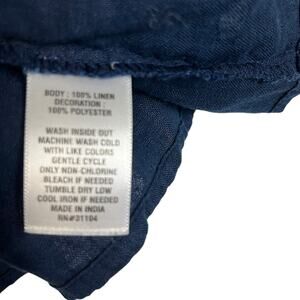 BODY : 100% LINEN
DECORATION :
100% POLYESTER
WASH INSIDE OUT
MACHINE WASH COLD
WITH LIKE COLORS
GENTLE CYCLE
ONLY NON-CHLORINE
BLEACH IF NEEDED
TUMBLE DRY LOW
COOL IRON IF NEEDED
MADE IN INDIA
RN#31104